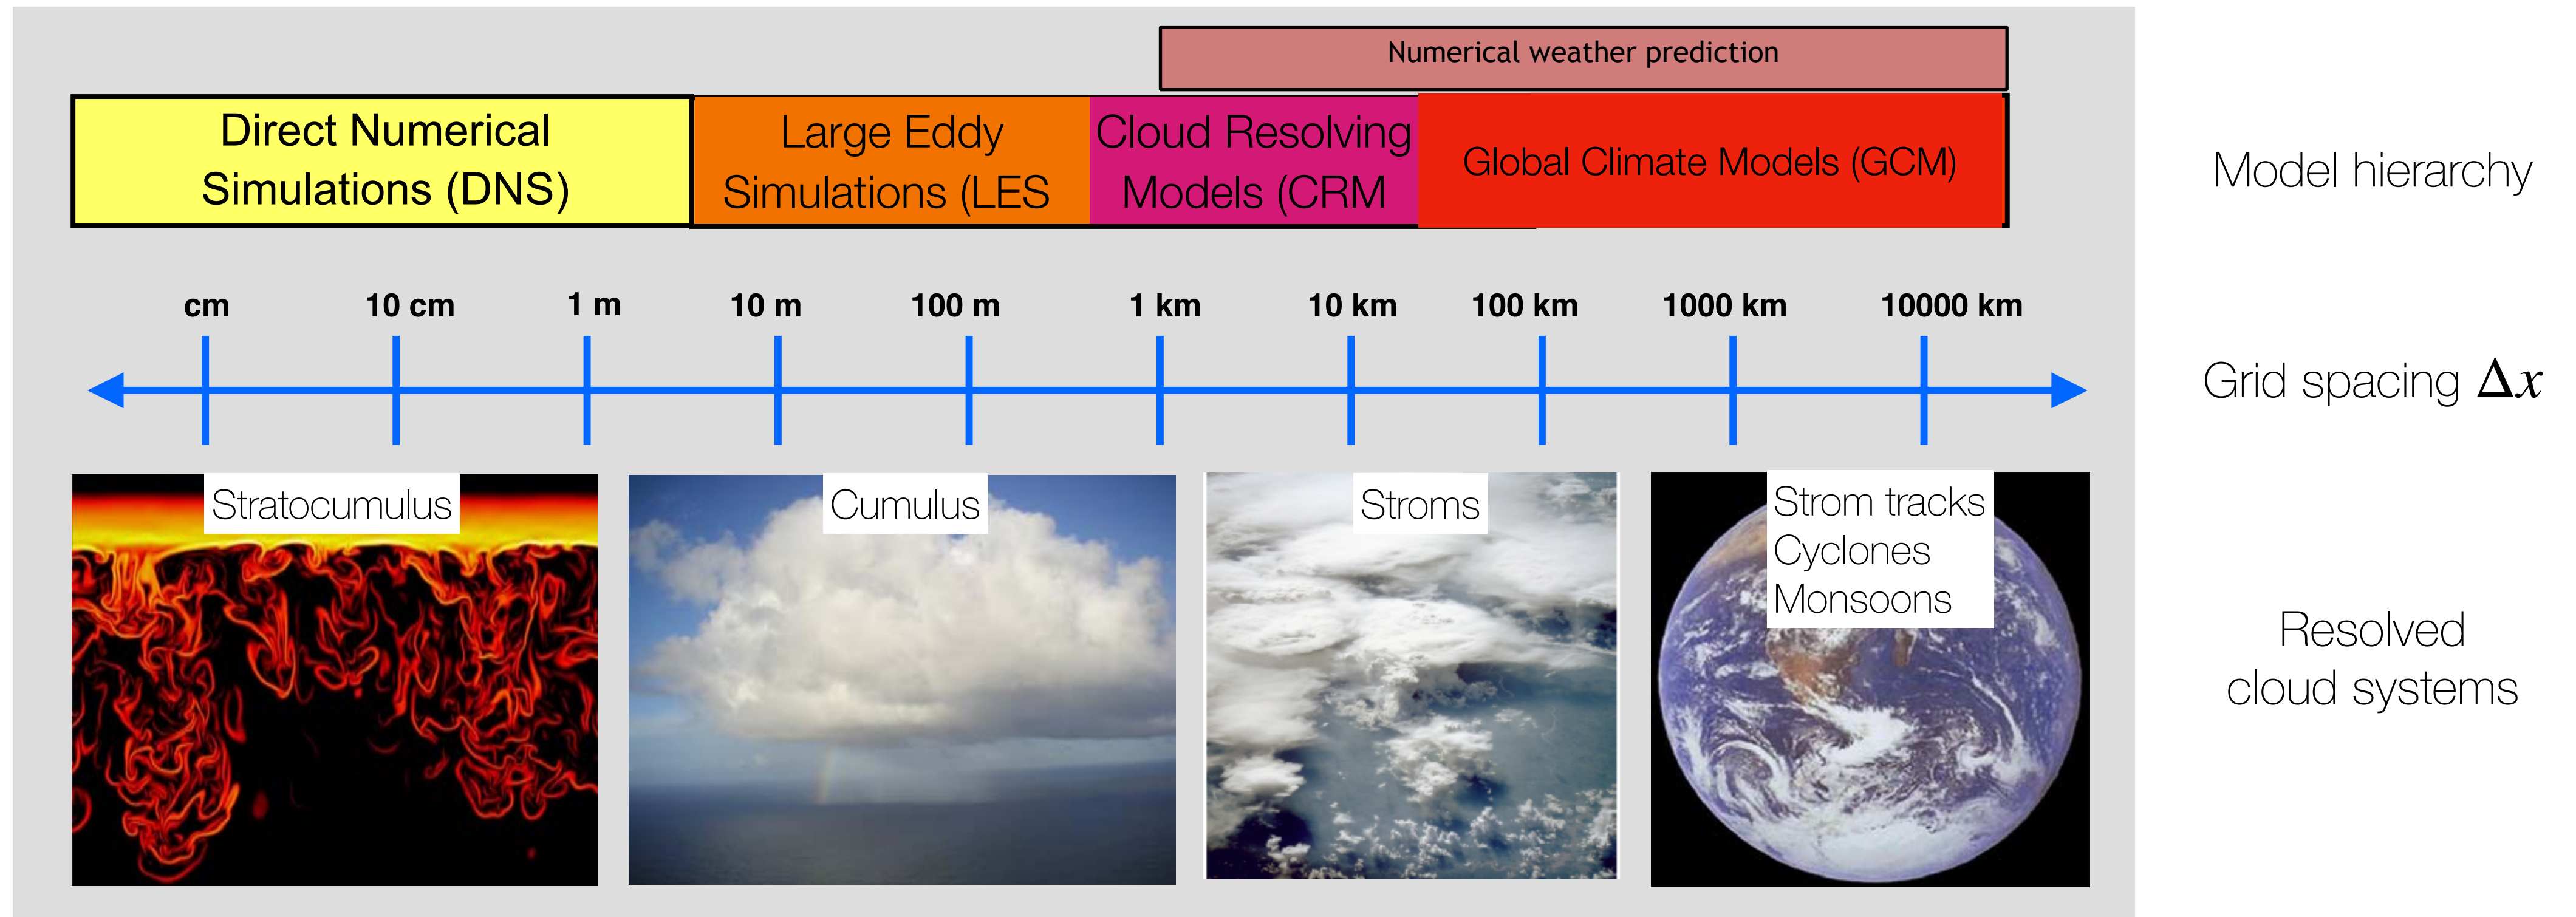 Numerical weather prediction
Direct Numerical
Simulations (DNS)
Large Eddy
Simulations (LES
Cloud Resolving
Models (CRM
Global Climate Models (GCM)
Model hierarchy
cm 10 cm 1 m 10 m 100 m 1 km 10 km 100 km 1000 km 10000 km
Grid spacing Δx
Stratocumulus
Cumulus
Stroms
Strom tracks
Cyclones
Monsoons
Resolved
cloud systems